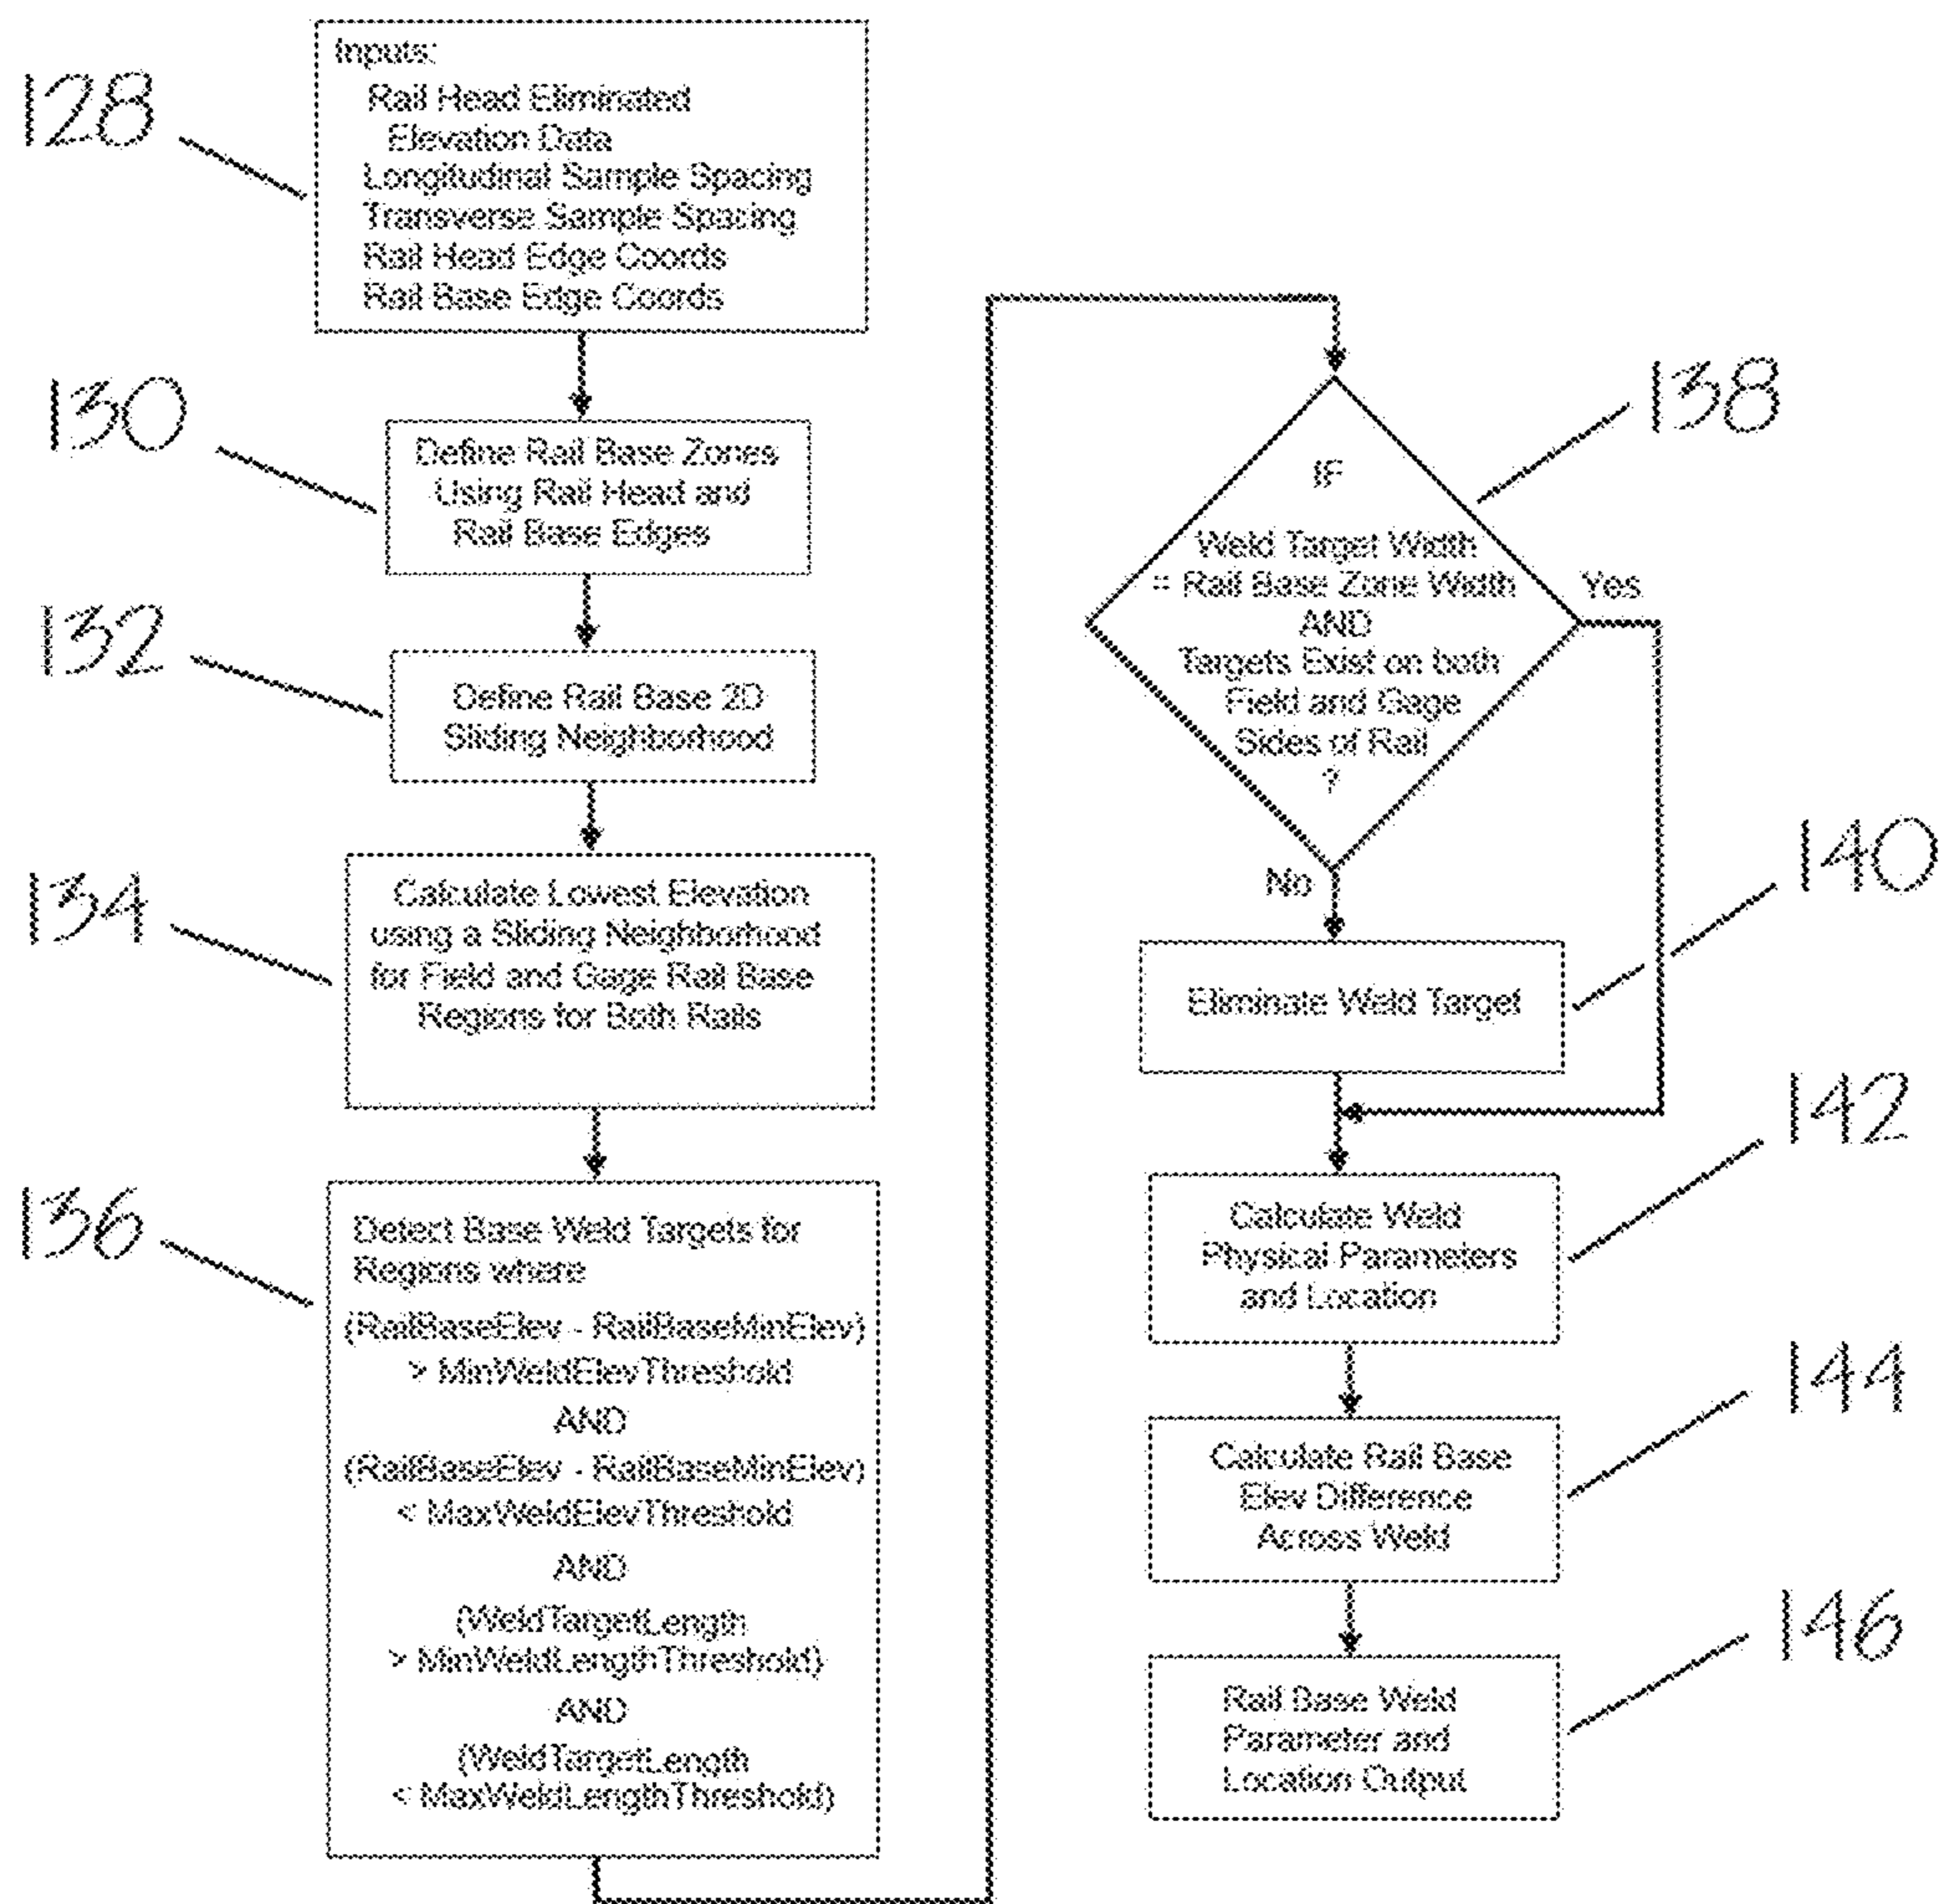 128
Inputs:
Rail Head Eliminated
Elevation Data
Longitudinal Sample Spacing
Transverse Sample Spacing
Rail Head Edge Coords
Rail Base Edge Coords
130
Define Rail Base Zones
Using Rail Head and
Rail Base Edges
132
Define Rail Base 2D
Sliding Neighborhood
134
Calculate Lowest Elevation
using a Sliding Neighborhood
for Field and Gage Rail Base
Regions for Both Rails
136
Detect Base Weld Targets for
Regions where
(RailBaseElev - RailBaseMinElev)
> MinWeldElevThreshold
AND
(RailBaseElev - RailBaseMinElev)
< MaxWeldElevThreshold
AND
(WeldTargetLength
> MinWeldLengthThreshold)
AND
(WeldTargetLength
< MaxWeldLengthThreshold)
138
IF
Weld Target Width
= Rail Base Zone Width
AND
Targets Exist on both
Field and Gage
Sides of Rail
?
Yes
No
140
Eliminate Weld Target
142
Calculate Weld
Physical Parameters
and Location
144
Calculate Rail Base
Elev Difference
Across Weld
146
Rail Base Weld
Parameter and
Location Output